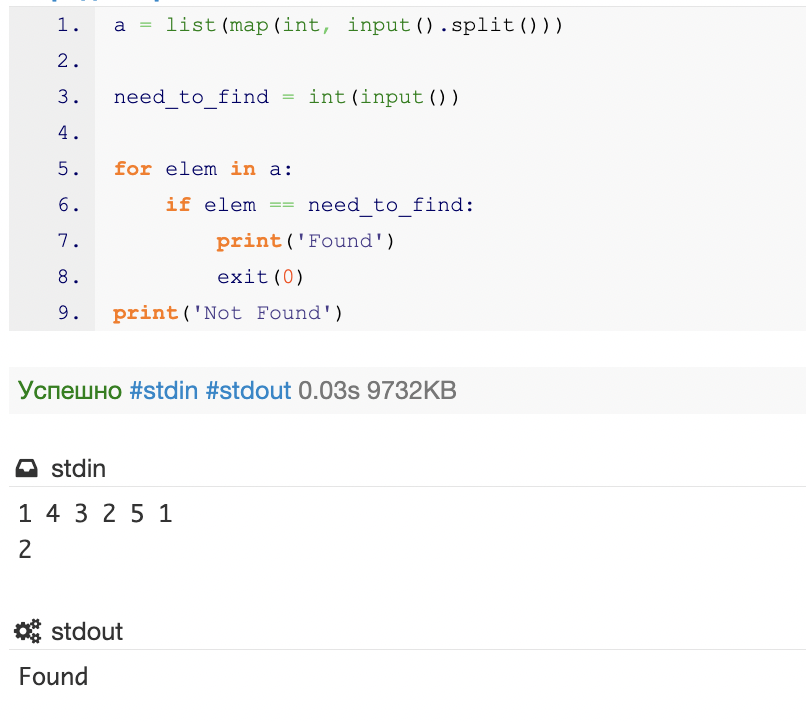 1. a = list(map(int, input().split()))
2.
3. need_to_find = int(input())
4.
5. for elem in a:
6.     if elem == need_to_find:
7.         print('Found')
8.         exit(0)
9. print('Not Found')
Успешно #stdin #stdout 0.03s 9732KB
stdin
1 4 3 2 5 1
2
stdout
Found